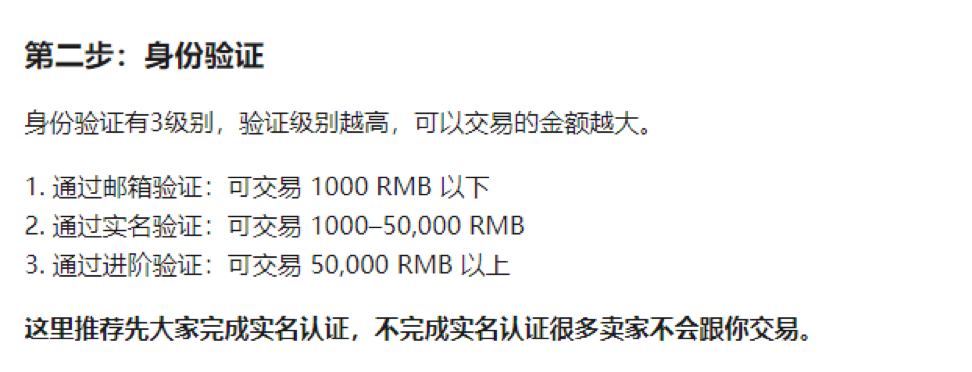 第二步：身份验证
身份验证有3级别，验证级别越高，可以交易的金额越大。
1. 通过邮箱验证：可交易 1000 RMB 以下
2. 通过实名验证：可交易 1000–50,000 RMB
3. 通过进阶验证：可交易 50,000 RMB 以上
这里推荐先大家完成实名认证，不完成实名认证很多卖家不会跟你交易。